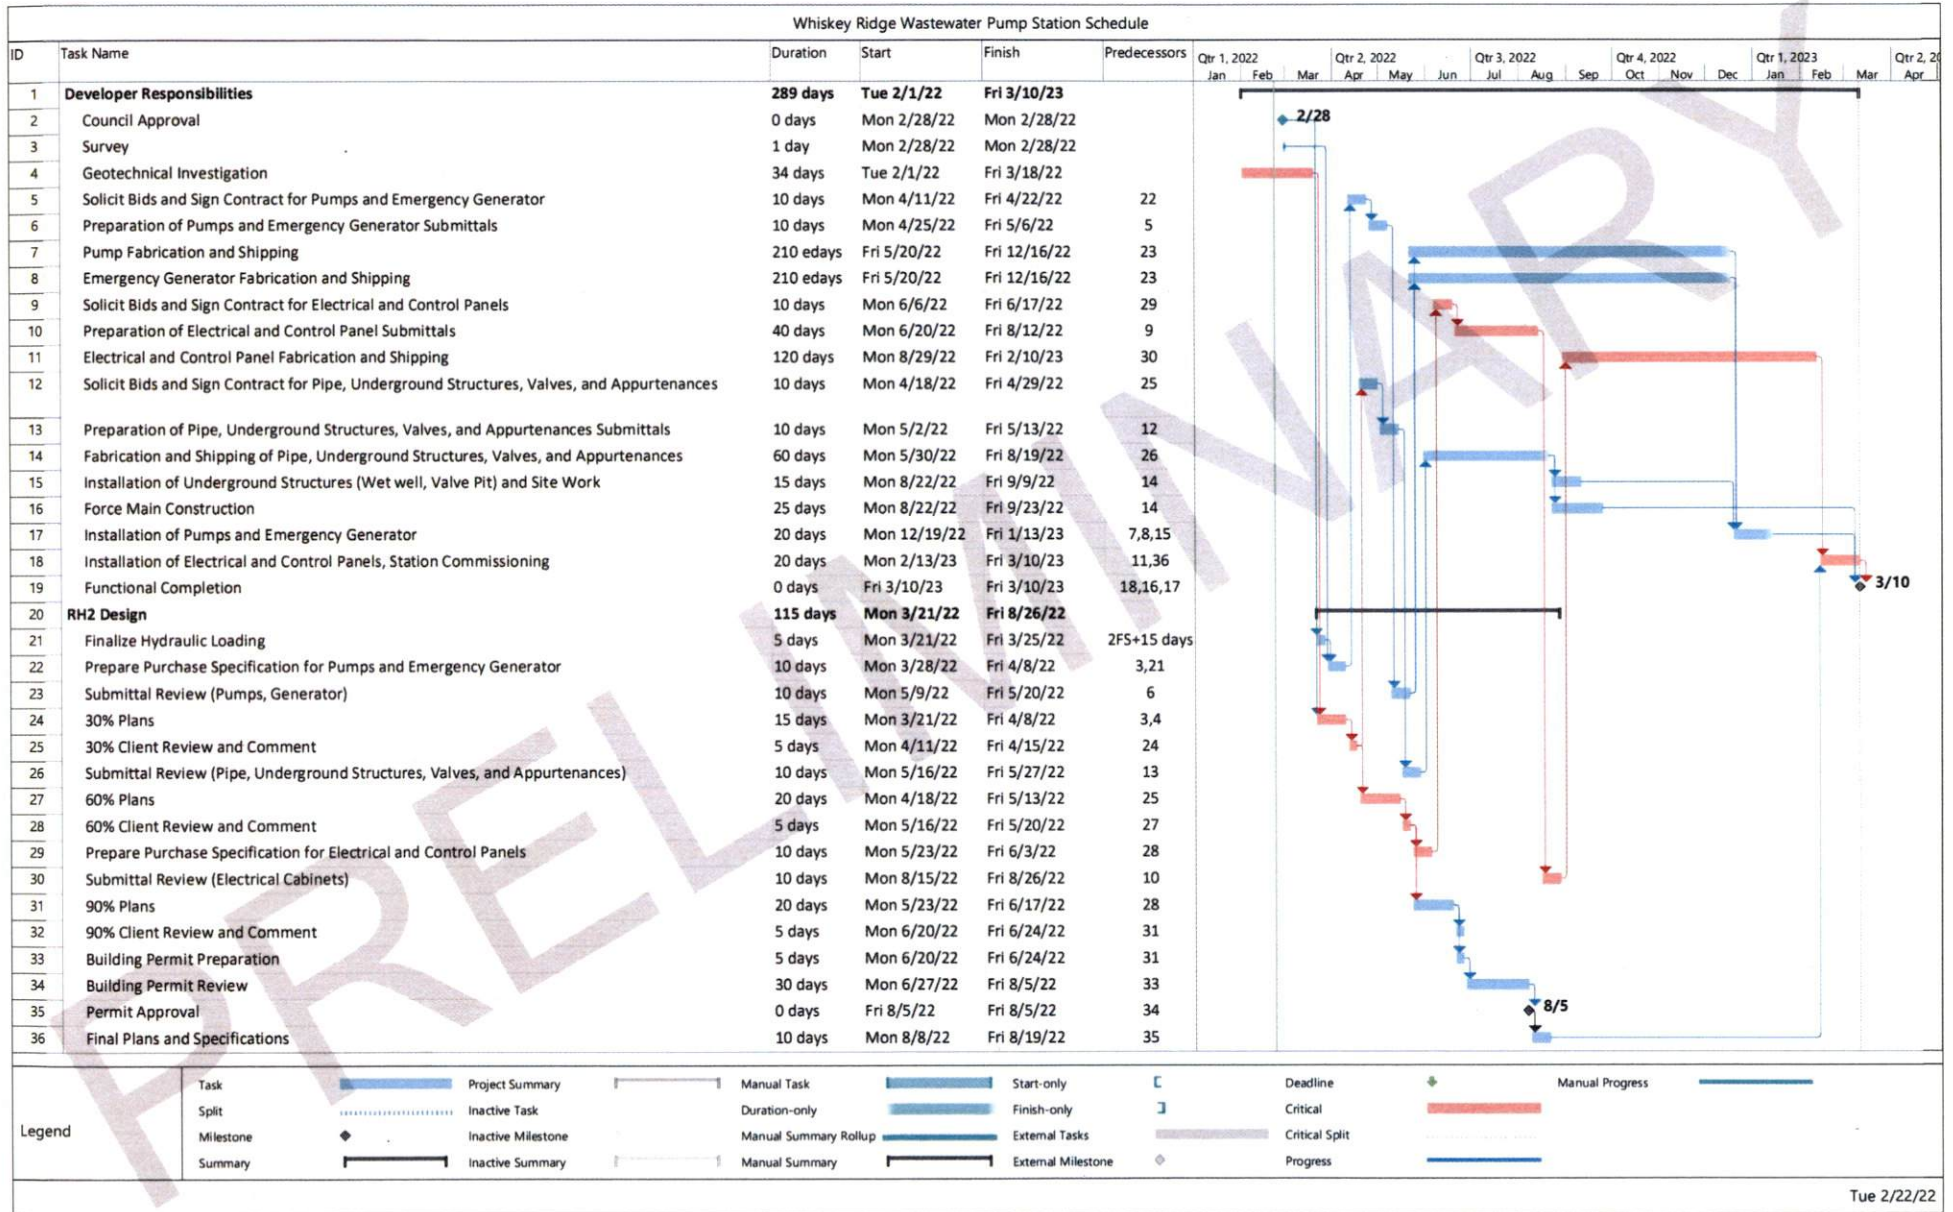 Whiskey Ridge Wastewater Pump Station Schedule
ID Task Name Duration Start Finish Predecessors Qtr 1, 2022 Qtr 2, 2022 Qtr 3, 2022 Qtr 4, 2022 Qtr 1, 2023 Qtr 2, 20
Jan Feb Mar Apr May Jun Jul Aug Sep Oct Nov Dec Jan Feb Mar Apr
1 Developer Responsibilities 289 days Tue 2/1/22 Fri 3/10/23
2 Council Approval 0 days Mon 2/28/22 Mon 2/28/22 2/28
3 Survey 1 day Mon 2/28/22 Mon 2/28/22
4 Geotechnical Investigation 34 days Tue 2/1/22 Fri 3/18/22
5 Solicit Bids and Sign Contract for Pumps and Emergency Generator 10 days Mon 4/11/22 Fri 4/22/22 22
6 Preparation of Pumps and Emergency Generator Submittals 10 days Mon 4/25/22 Fri 5/6/22 5
7 Pump Fabrication and Shipping 210 edays Fri 5/20/22 Fri 12/16/22 23
8 Emergency Generator Fabrication and Shipping 210 edays Fri 5/20/22 Fri 12/16/22 23
9 Solicit Bids and Sign Contract for Electrical and Control Panels 10 days Mon 6/6/22 Fri 6/17/22 29
10 Preparation of Electrical and Control Panel Submittals 40 days Mon 6/20/22 Fri 8/12/22 9
11 Electrical and Control Panel Fabrication and Shipping 120 days Mon 8/29/22 Fri 2/10/23 30
12 Solicit Bids and Sign Contract for Pipe, Underground Structures, Valves, and Appurtenances 10 days Mon 4/18/22 Fri 4/29/22 25
13 Preparation of Pipe, Underground Structures, Valves, and Appurtenances Submittals 10 days Mon 5/2/22 Fri 5/13/22 12
14 Fabrication and Shipping of Pipe, Underground Structures, Valves, and Appurtenances 60 days Mon 5/30/22 Fri 8/19/22 26
15 Installation of Underground Structures (Wet well, Valve Pit) and Site Work 15 days Mon 8/22/22 Fri 9/9/22 14
16 Force Main Construction 25 days Mon 8/22/22 Fri 9/23/22 14
17 Installation of Pumps and Emergency Generator 20 days Mon 12/19/22 Fri 1/13/23 7,8,15
18 Installation of Electrical and Control Panels, Station Commissioning 20 days Mon 2/13/23 Fri 3/10/23 11,36
19 Functional Completion 0 days Fri 3/10/23 Fri 3/10/23 18,16,17 3/10
20 RH2 Design 115 days Mon 3/21/22 Fri 8/26/22
21 Finalize Hydraulic Loading 5 days Mon 3/21/22 Fri 3/25/22 2FS+15 days
22 Prepare Purchase Specification for Pumps and Emergency Generator 10 days Mon 3/28/22 Fri 4/8/22 3,21
23 Submittal Review (Pumps, Generator) 10 days Mon 5/9/22 Fri 5/20/22 6
24 30% Plans 15 days Mon 3/21/22 Fri 4/8/22 3,4
25 30% Client Review and Comment 5 days Mon 4/11/22 Fri 4/15/22 24
26 Submittal Review (Pipe, Underground Structures, Valves, and Appurtenances) 10 days Mon 5/16/22 Fri 5/27/22 13
27 60% Plans 20 days Mon 4/18/22 Fri 5/13/22 25
28 60% Client Review and Comment 5 days Mon 5/16/22 Fri 5/20/22 27
29 Prepare Purchase Specification for Electrical and Control Panels 10 days Mon 5/23/22 Fri 6/3/22 28
30 Submittal Review (Electrical Cabinets) 10 days Mon 8/15/22 Fri 8/26/22 10
31 90% Plans 20 days Mon 5/23/22 Fri 6/17/22 28
32 90% Client Review and Comment 5 days Mon 6/20/22 Fri 6/24/22 31
33 Building Permit Preparation 5 days Mon 6/20/22 Fri 6/24/22 31
34 Building Permit Review 30 days Mon 6/27/22 Fri 8/5/22 33
35 Permit Approval 0 days Fri 8/5/22 Fri 8/5/22 34 8/5
36 Final Plans and Specifications 10 days Mon 8/8/22 Fri 8/19/22 35
PRELIMINARY
Legend
Task Project Summary Manual Task Start-only Deadline Manual Progress
Split Inactive Task Duration-only Finish-only Critical
Milestone Inactive Milestone Manual Summary Rollup External Tasks Critical Split
Summary Inactive Summary Manual Summary External Milestone Progress
Tue 2/22/22